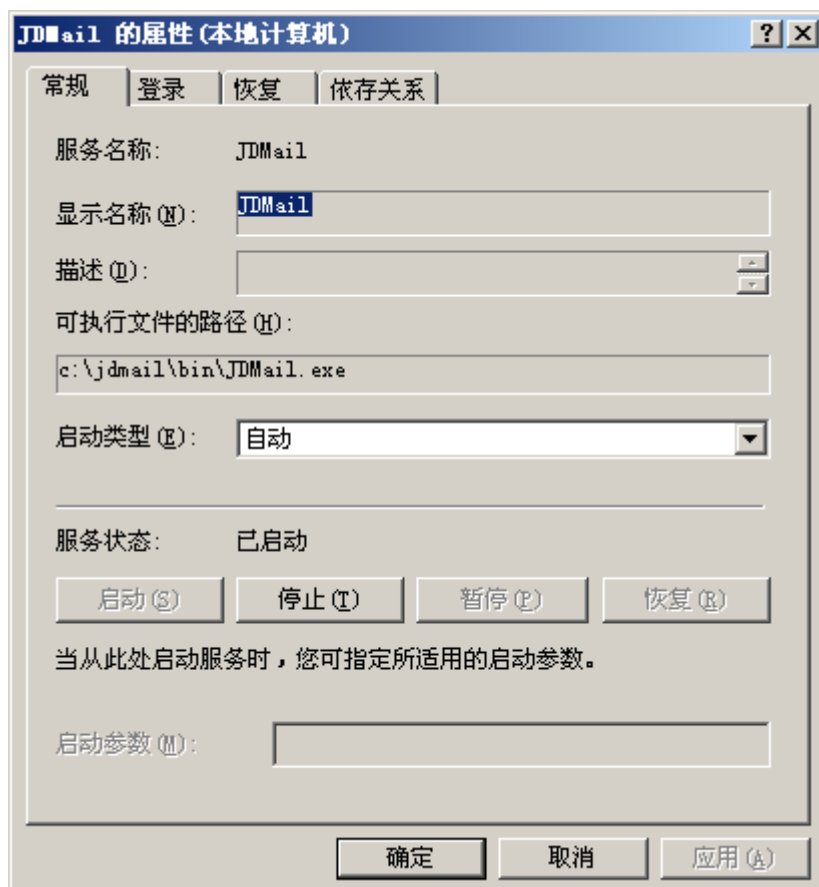 JDMail 的属性(本地计算机)
常规 登录 恢复 依存关系
服务名称: JDMail
显示名称(N): JDMail
描述(D):
可执行文件的路径(H):
c:\jdmail\bin\JDMail.exe
启动类型(E): 自动
服务状态: 已启动
启动(S) 停止(T) 暂停(P) 恢复(R)
当从此处启动服务时,您可指定所适用的启动参数。
启动参数(M):
确定 取消 应用(A)